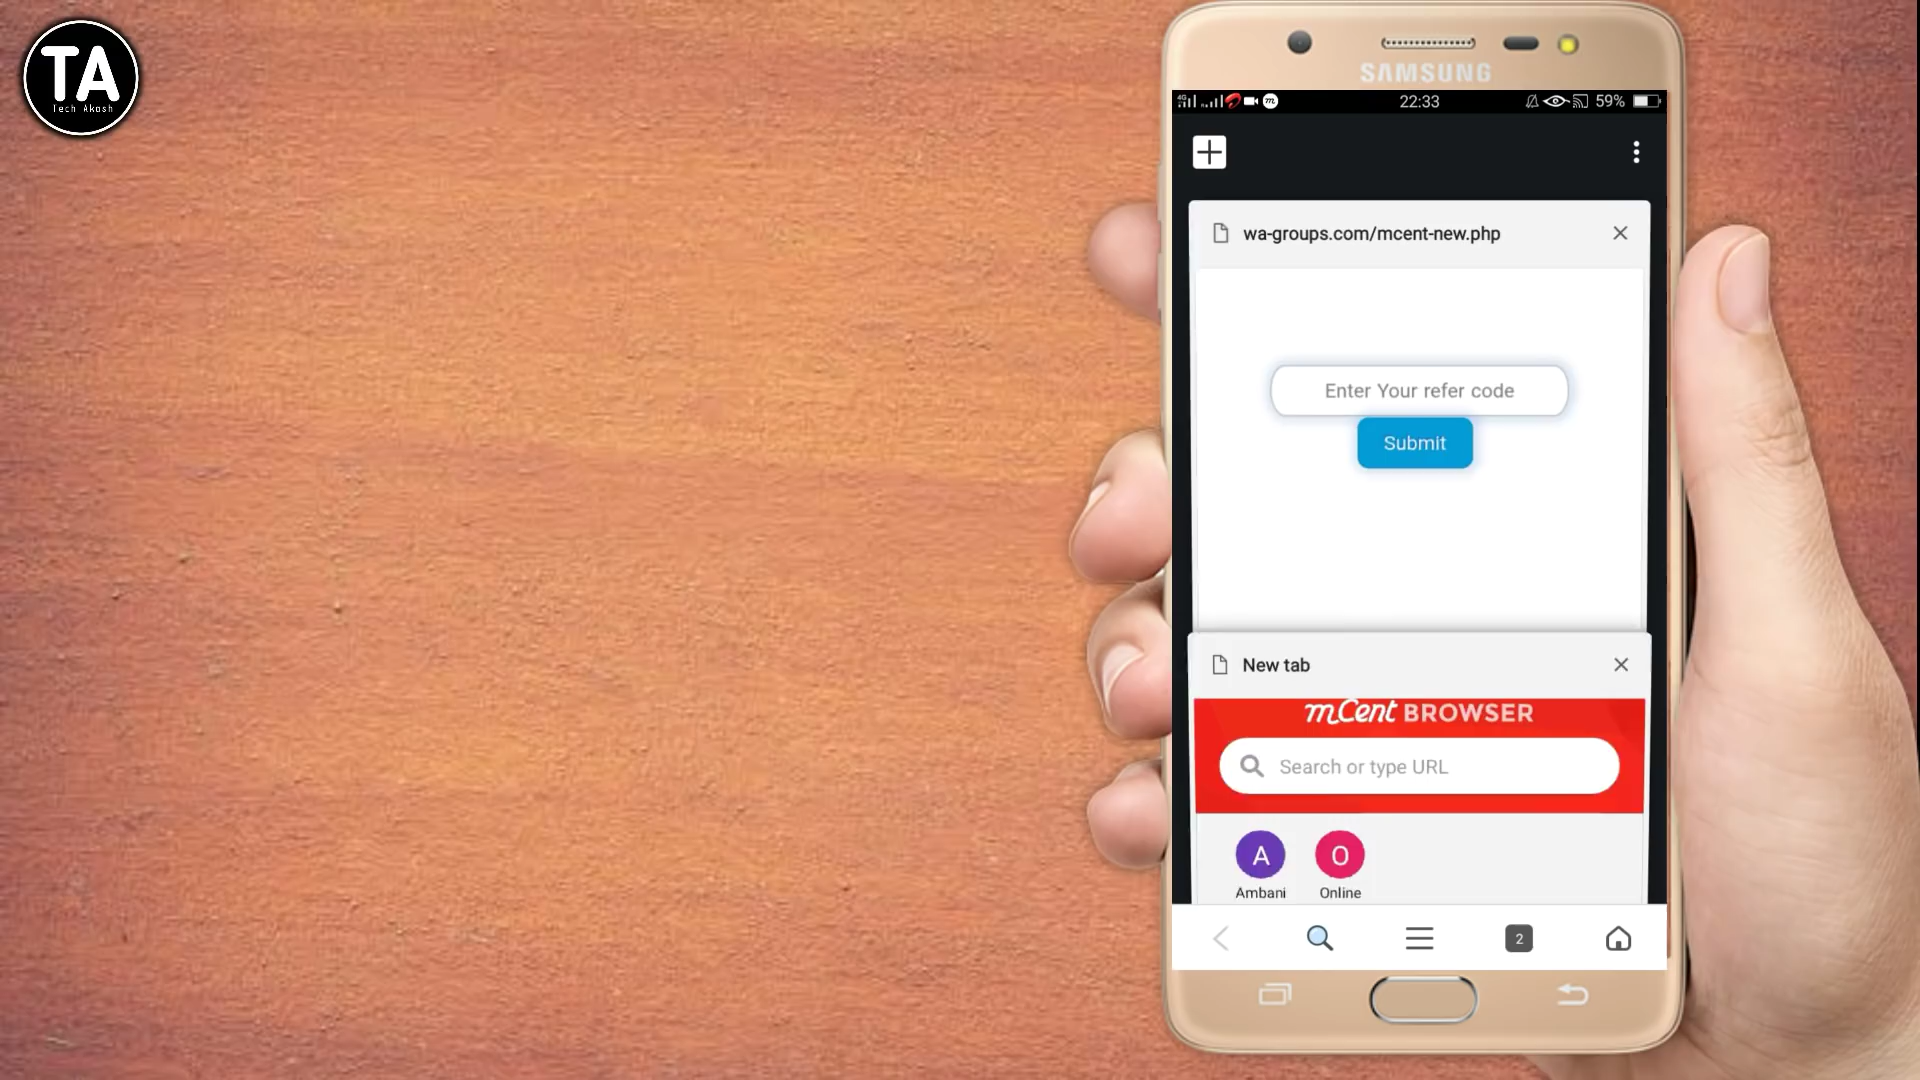 TA
Tech Akash
SAMSUNG
4G
22:33
59%
wa-groups.com/mcent-new.php
Enter Your refer code
Submit
New tab
mCent BROWSER
Search or type URL
A
O
Ambani
Online
2